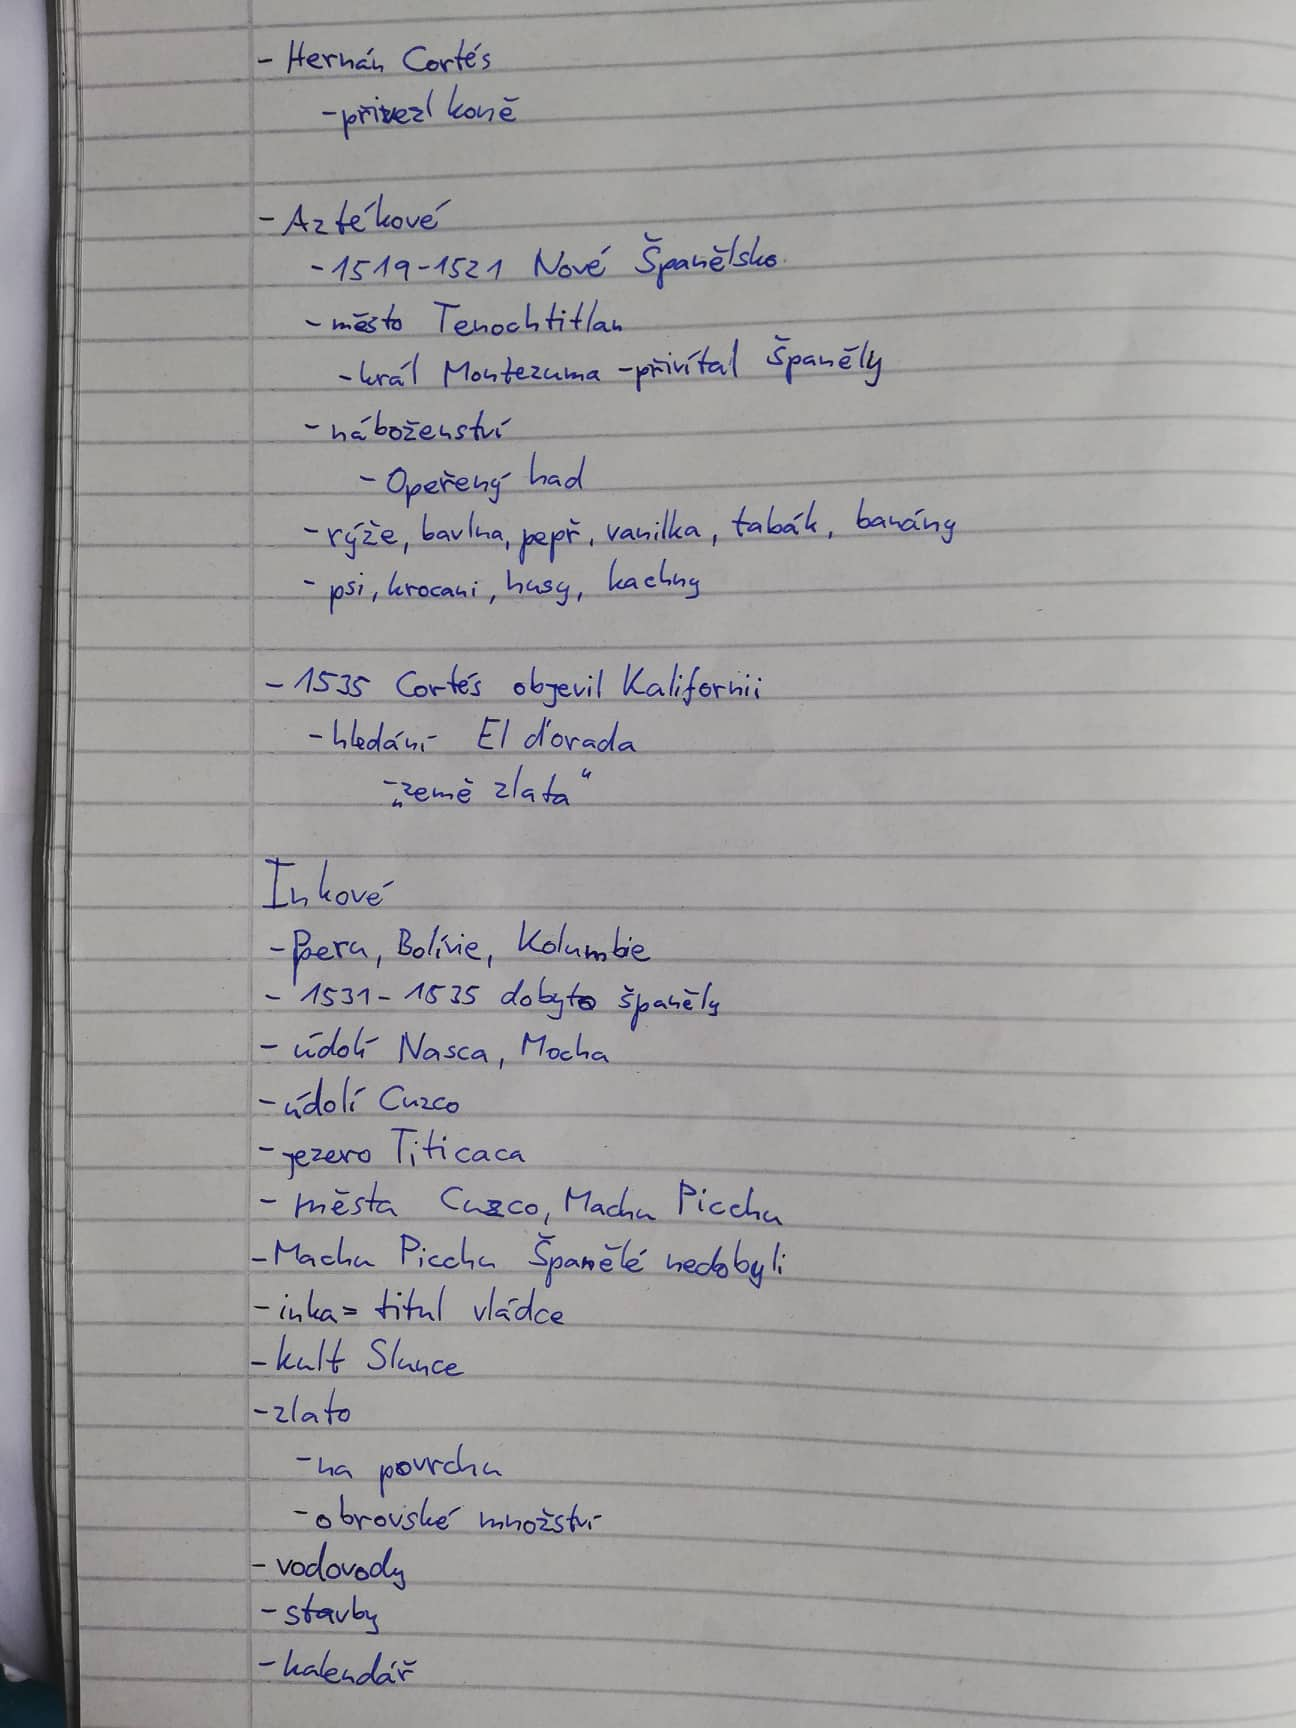 - Hernán Cortés
- přivezl koně
- Aztékové
- 1519-1521 Nové Španělsko
- město Tenochtitlan
- král Montezuma - přivítal Španěly
- náboženství
- Opeřený had
- rýže, bavlna, pepř, vanilka, tabák, banány
- psi, krocani, husy, kachny
- 1535 Cortés objevil Kalifornii
- hledání El d'orada
- „země zlata“
Inkové
- Peru, Bolívie, Kolumbie
- 1531-1535 dobyto španěly
- údolí Nasca, Mocha
- údolí Cuzco
- jezero Titicaca
- města Cuzco, Machu Picchu
- Machu Picchu Španělé nedobyli
- inka = titul vládce
- kult Slunce
- zlato
- na povrchu
- obrovské množství
- vodovody
- stavby
- kalendář